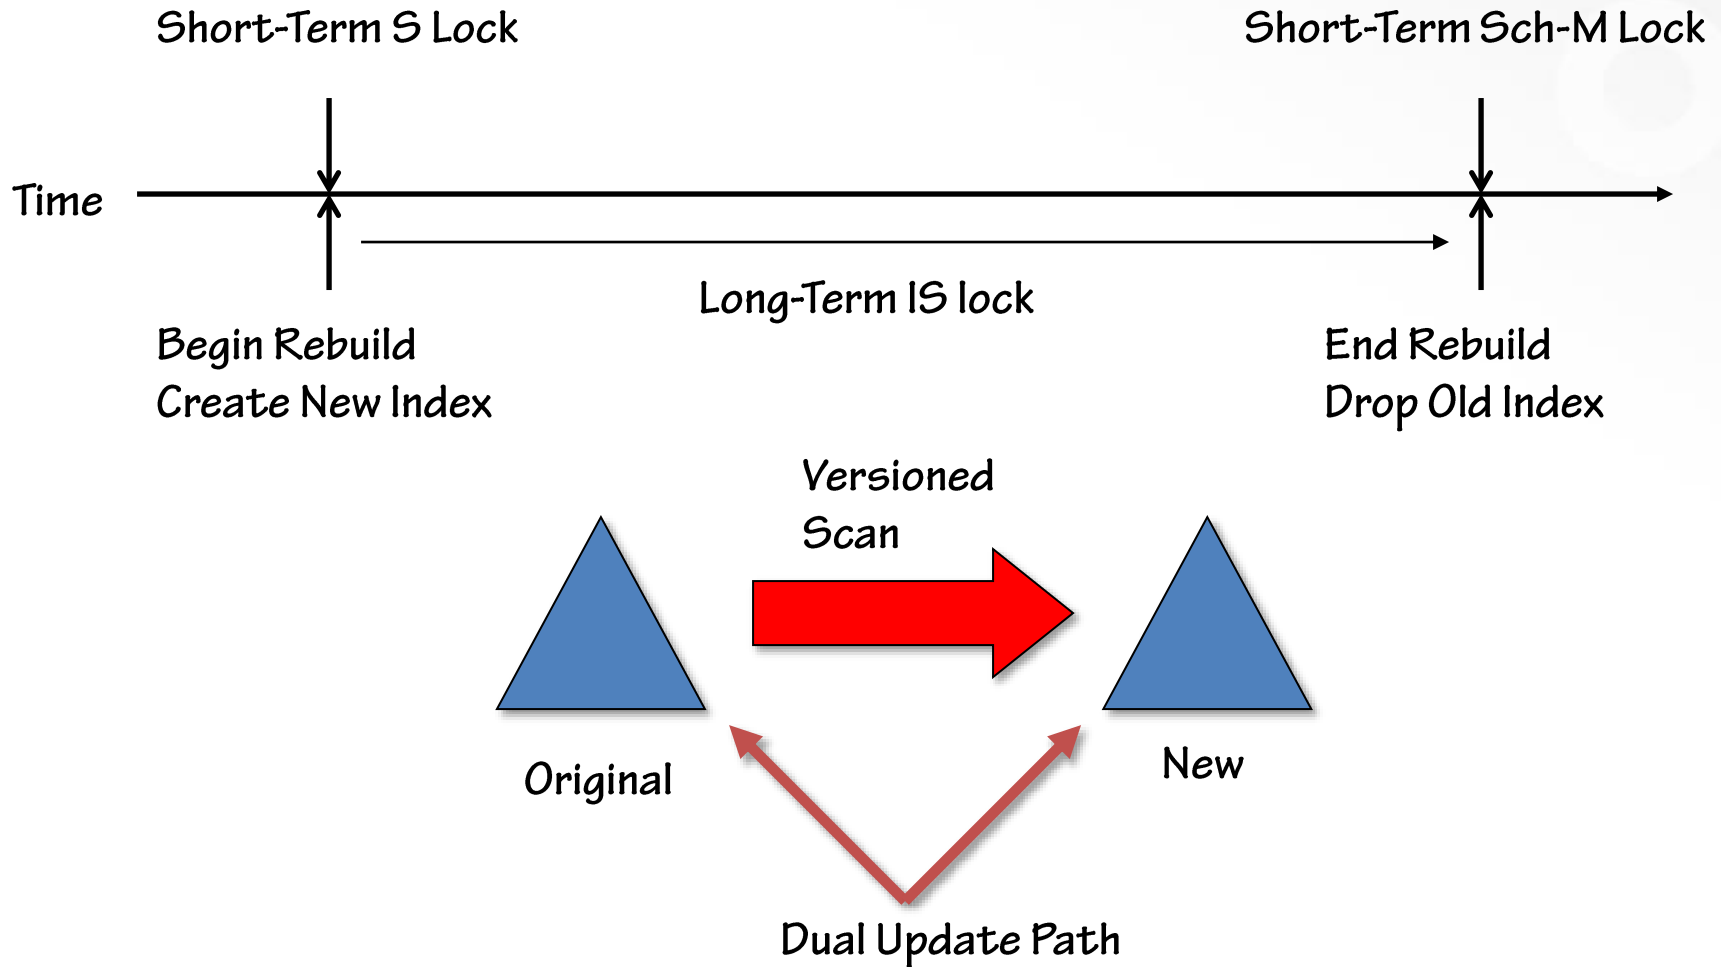 Short-Term S Lock
Short-Term Sch-M Lock
Time
Long-Term IS lock
Begin Rebuild
Create New Index
End Rebuild
Drop Old Index
Versioned
Scan
Original
New
Dual Update Path